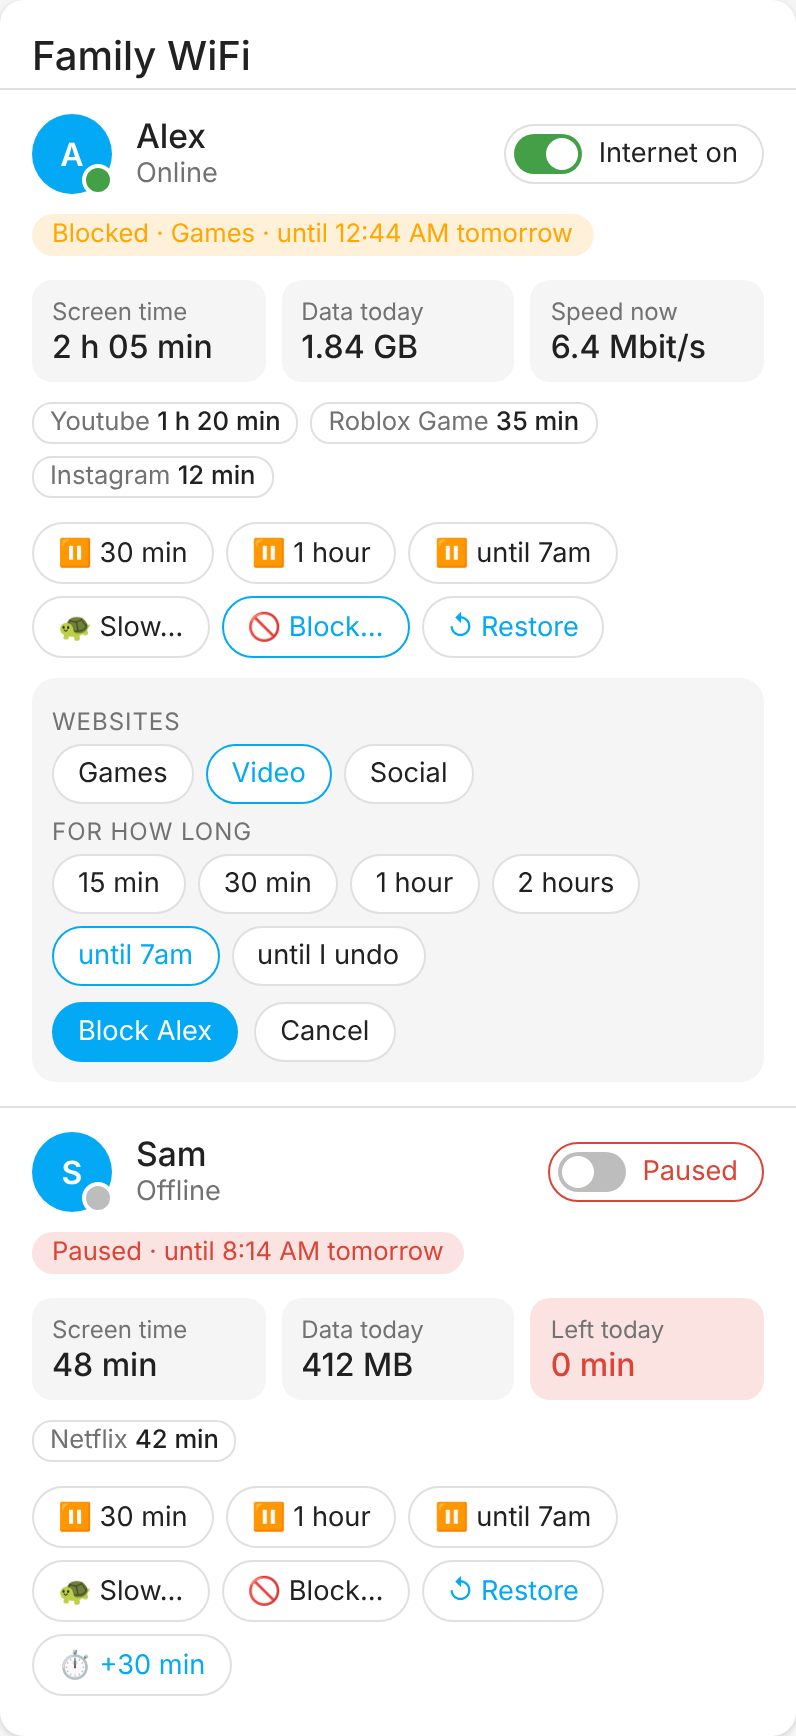 Family WiFi
A
Alex
Online
Internet on
Blocked · Games · until 12:44 AM tomorrow
Screen time
2 h 05 min
Data today
1.84 GB
Speed now
6.4 Mbit/s
Youtube 1 h 20 min
Roblox Game 35 min
Instagram 12 min
⏸️ 30 min
⏸️ 1 hour
⏸️ until 7am
🐢 Slow...
🚫 Block...
Restore
WEBSITES
Games
Video
Social
FOR HOW LONG
15 min
30 min
1 hour
2 hours
until 7am
until I undo
Block Alex
Cancel
S
Sam
Offline
Paused
Paused · until 8:14 AM tomorrow
Screen time
48 min
Data today
412 MB
Left today
0 min
Netflix 42 min
⏸️ 30 min
⏸️ 1 hour
⏸️ until 7am
🐢 Slow...
🚫 Block...
Restore
⏱️ +30 min